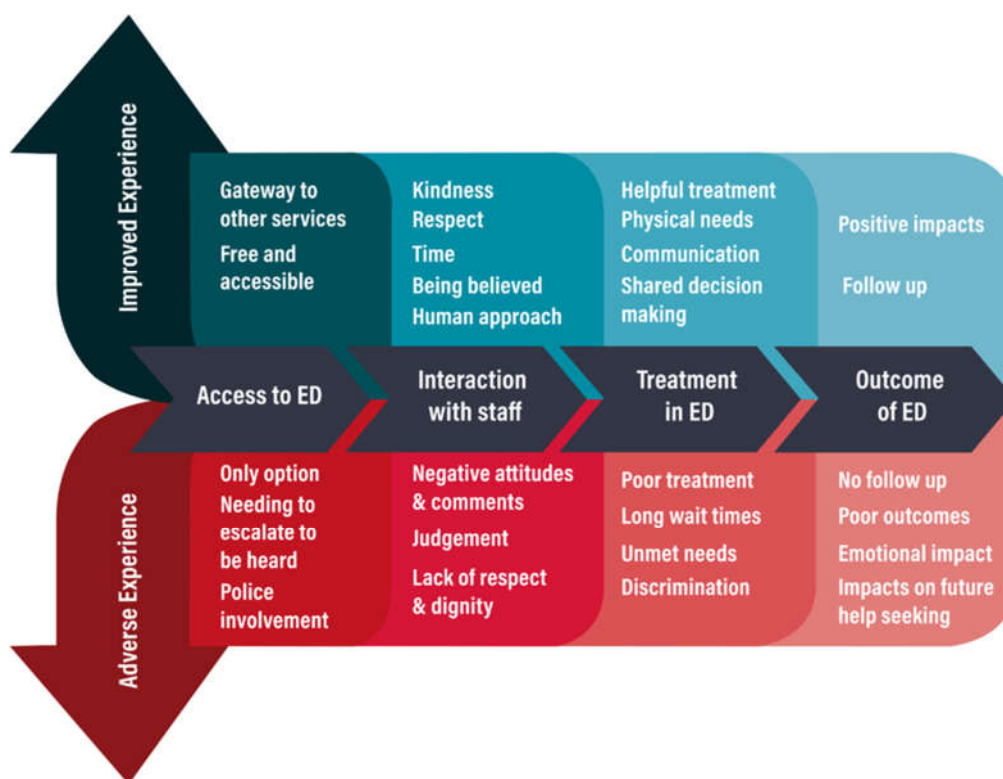 Improved Experience
Gateway to
other services
Free and
accessible
Kindness
Respect
Time
Being believed
Human approach
Helpful treatment
Physical needs
Communication
Shared decision
making
Positive impacts
Follow up
Access to ED
Interaction
with staff
Treatment
in ED
Outcome
of ED
Adverse Experience
Only option
Needing to
escalate to
be heard
Police
involvement
Negative attitudes
& comments
Judgement
Lack of respect
& dignity
Poor treatment
Long wait times
Unmet needs
Discrimination
No follow up
Poor outcomes
Emotional impact
Impacts on future
help seeking